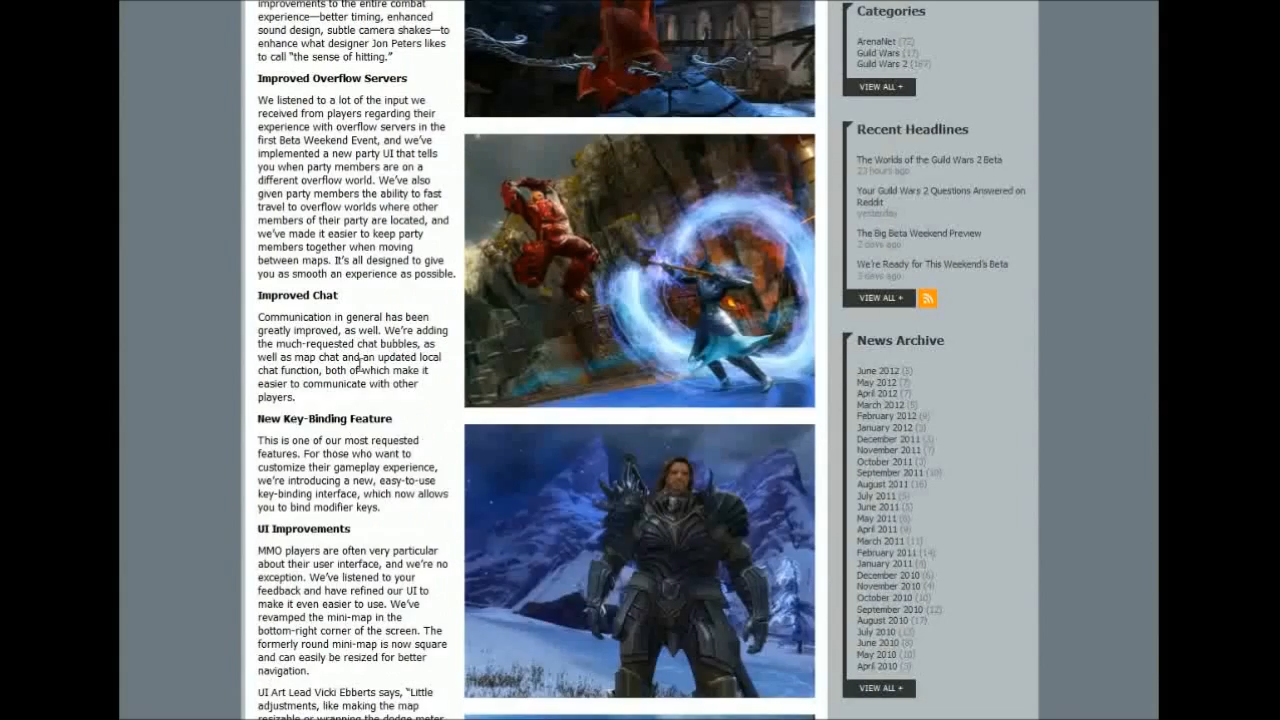 improvements to the entire combat
experience—better timing, enhanced
sound design, subtle camera shakes—to
enhance what designer Jon Peters likes
to call “the sense of hitting.”
Improved Overflow Servers
We listened to a lot of the input we
received from players regarding their
experience with overflow servers in the
first Beta Weekend Event, and we’ve
implemented a new party UI that tells
you when party members are on a
different overflow world. We’ve also
given party members the ability to fast
travel to overflow worlds where other
members of their party are located, and
we’ve made it easier to keep party
members together when moving
between maps. It’s all designed to give
you as smooth an experience as possible.
Improved Chat
Communication in general has been
greatly improved, as well. We’re adding
the much-requested chat bubbles, as
well as map chat and an updated local
chat function, both of which make it
easier to communicate with other
players.
New Key-Binding Feature
This is one of our most requested
features. For those who want to
customize their gameplay experience,
we’re introducing a new, easy-to-use
key-binding interface, which now allows
you to bind modifier keys.
UI Improvements
MMO players are often very particular
about their user interface, and we’re no
exception. We’ve listened to your
feedback and have refined our UI to
make it even easier to use. We’ve
revamped the mini-map in the
bottom-right corner of the screen. The
formerly round mini-map is now square
and can easily be resized for better
navigation.
UI Art Lead Vicki Ebberts says, “Little
adjustments, like making the map
resizable or wrapping the dodge meter
Categories
ArenaNet (72)
Guild Wars (17)
Guild Wars 2 (167)
VIEW ALL +
Recent Headlines
The Worlds of the Guild Wars 2 Beta
23 hours ago
Your Guild Wars 2 Questions Answered on
Reddit
yesterday
The Big Beta Weekend Preview
2 days ago
We’re Ready for This Weekend’s Beta
3 days ago
VIEW ALL +
News Archive
June 2012 (5)
May 2012 (7)
April 2012 (7)
March 2012 (5)
February 2012 (9)
January 2012 (3)
December 2011
November 2011 (7)
October 2011 (3)
September 2011 (10)
August 2011 (16)
July 2011 (5)
June 2011 (5)
May 2011 (6)
April 2011 (9)
March 2011 (11)
February 2011 (14)
January 2011 (4)
December 2010 (6)
November 2010 (4)
October 2010 (10)
September 2010 (12)
August 2010 (17)
July 2010 (13)
June 2010 (8)
May 2010 (10)
April 2010 (3)
VIEW ALL +